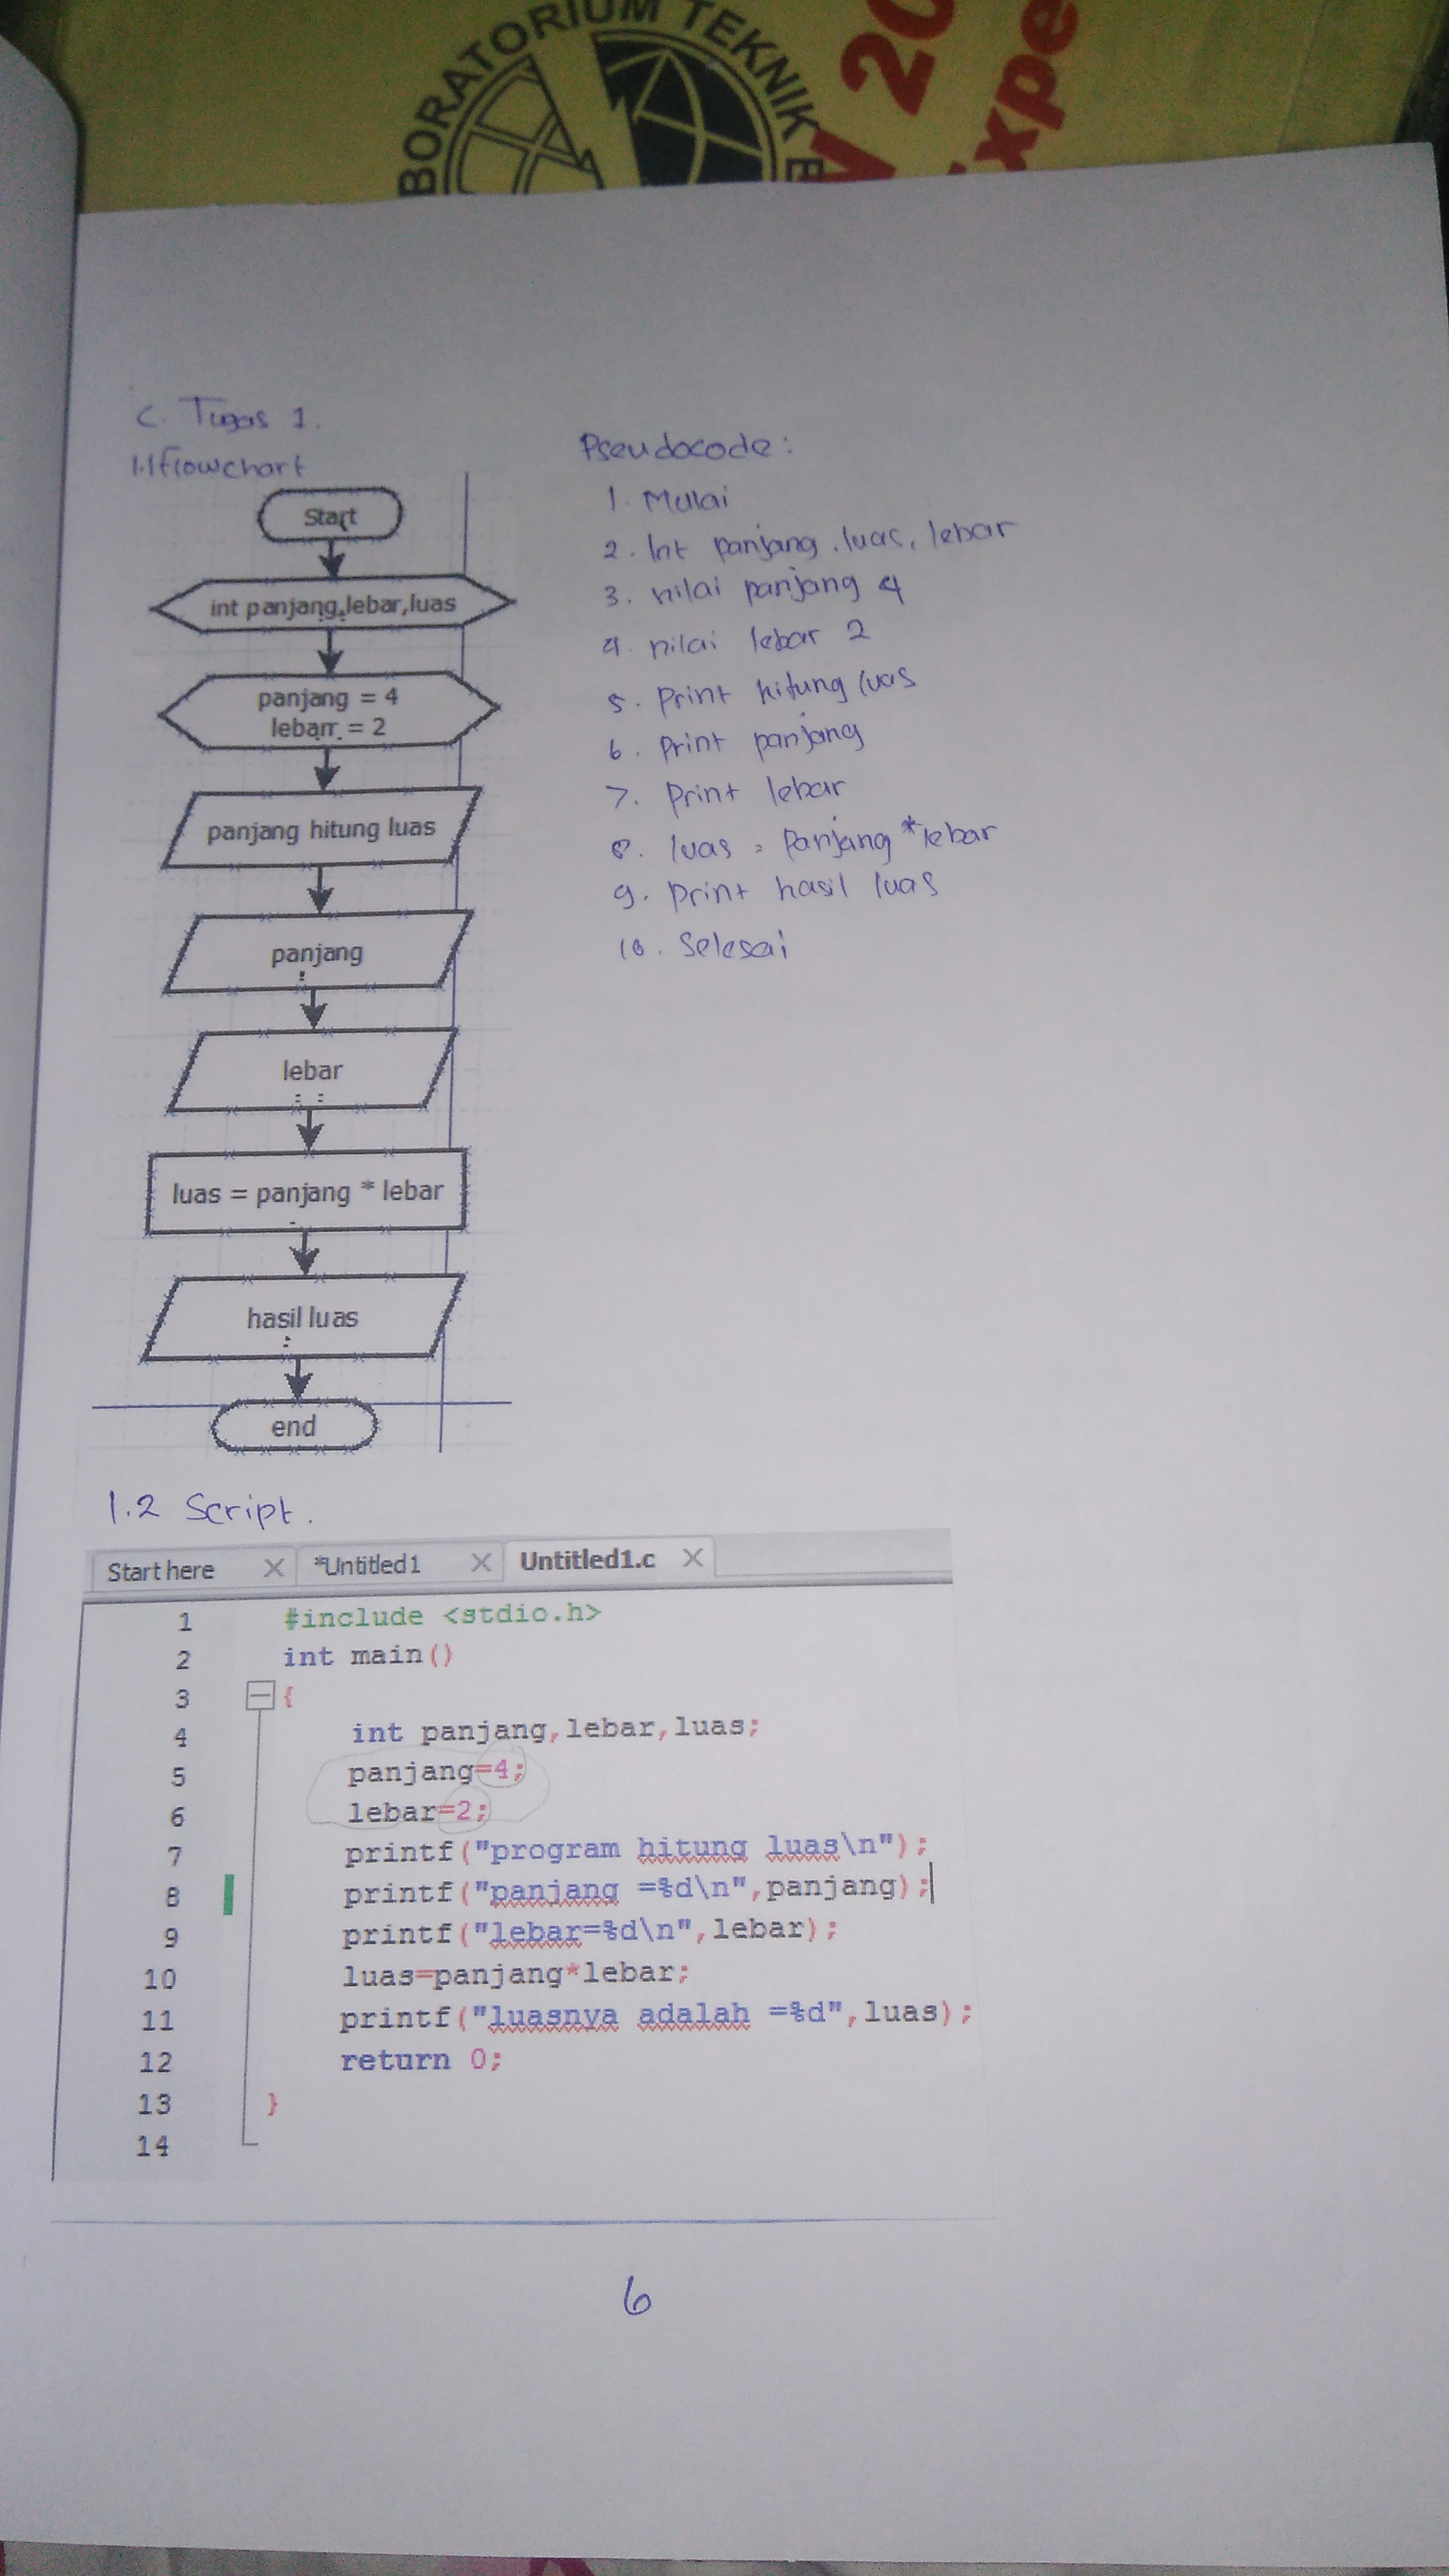 BORATORIUM TEKNIK E
V 20
xpe
C. Tugas 1.
1.1 flowchart
Start
int panjang,lebar,luas
panjang = 4
lebarr = 2
panjang hitung luas
panjang
lebar
luas = panjang * lebar
hasil luas
end
Pseudocode :
1. Mulai
2. Int panjang, luas, lebar
3. nilai panjang 4
4. nilai lebar 2
5. Print hitung luas
6. Print panjang
7. Print lebar
8. luas = Panjang * lebar
9. Print hasil luas
10. Selesai
1.2 Script.
Start here X *Untitled1 X Untitled1.c X
1 #include <stdio.h>
2 int main()
3 {
4 int panjang,lebar,luas;
5 panjang=4;
6 lebar=2;
7 printf("program hitung luas\n");
8 printf("panjang =%d\n",panjang);
9 printf("lebar=%d\n",lebar);
10 luas=panjang*lebar;
11 printf("luasnya adalah =%d",luas);
12 return 0;
13 }
14
6